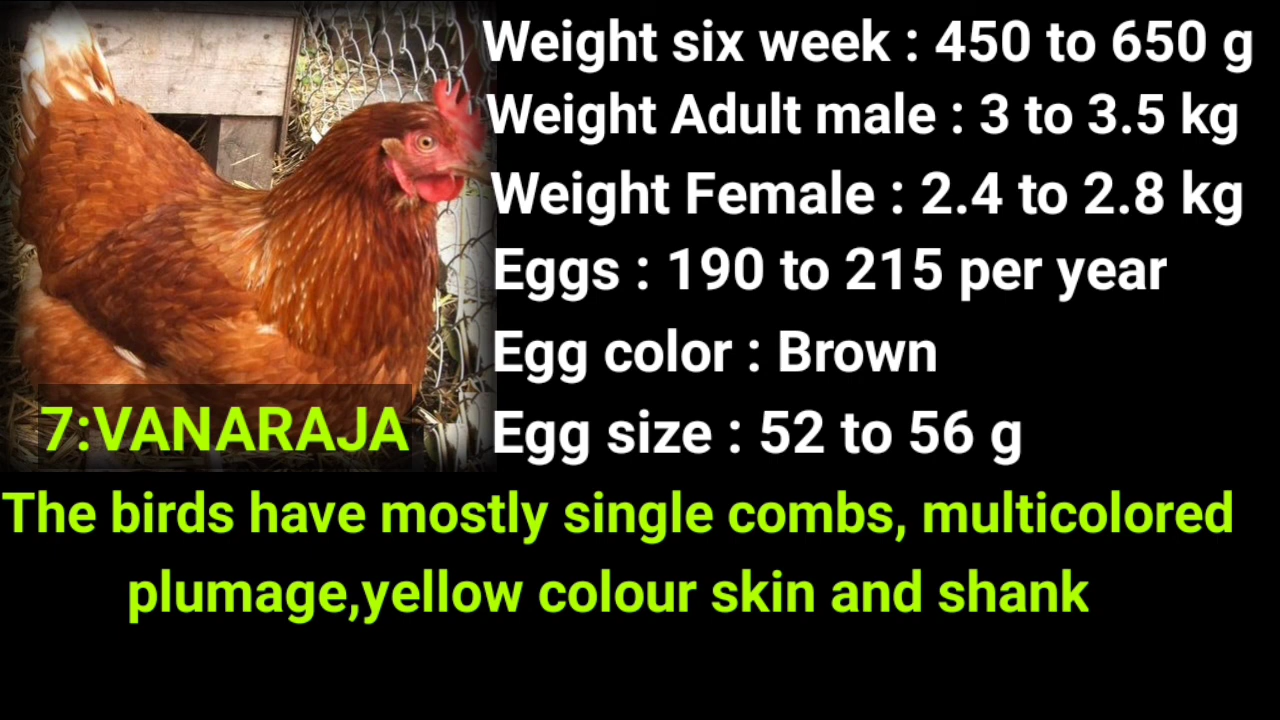 Weight six week : 450 to 650 g
Weight Adult male : 3 to 3.5 kg
Weight Female : 2.4 to 2.8 kg
Eggs : 190 to 215 per year
Egg color : Brown
Egg size : 52 to 56 g
7:VANARAJA
The birds have mostly single combs, multicolored
plumage,yellow colour skin and shank